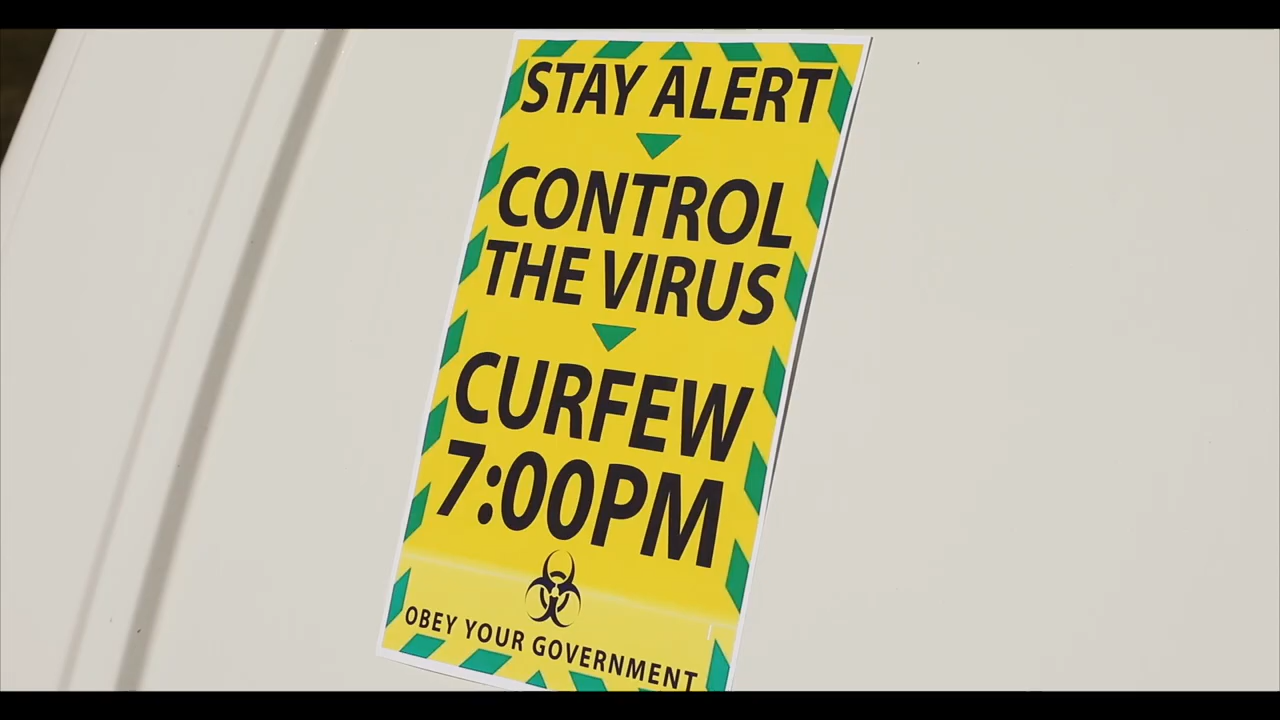 STAY ALERT
CONTROL
THE VIRUS
CURFEW
7:00PM
OBEY YOUR GOVERNMENT